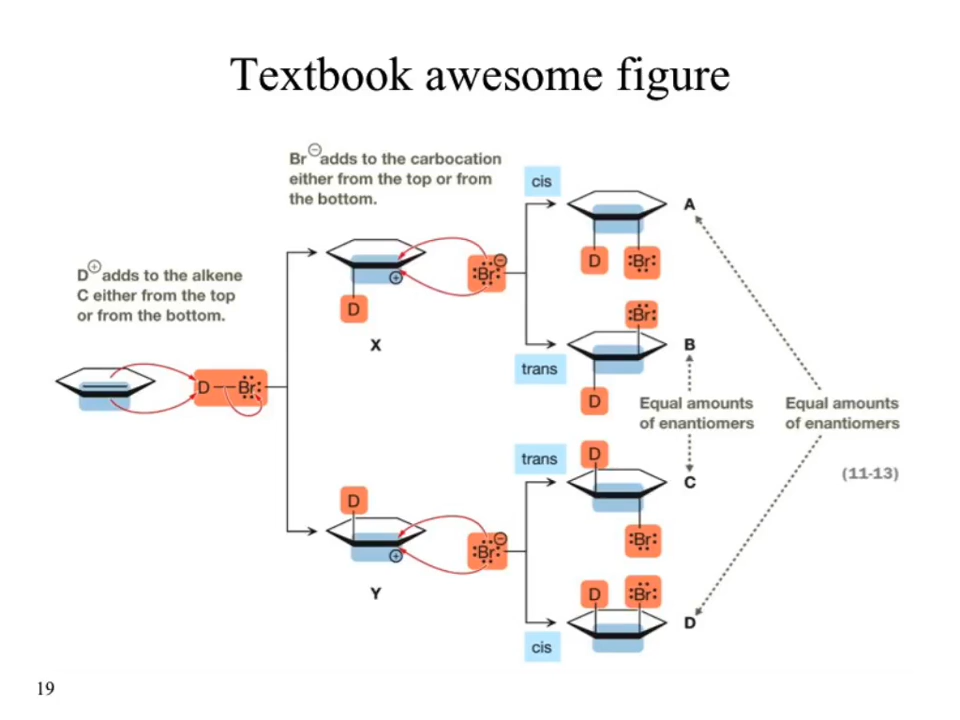 Textbook awesome figure
Br⊖ adds to the carbocation
either from the top or from
the bottom.
cis
A
D
:Br:
D⊕ adds to the alkene
C either from the top
or from the bottom.
⊕
:Br:⊖
D
X
:Br:
B
trans
D
D—Br:
Equal amounts
of enantiomers
Equal amounts
of enantiomers
trans
D
C
(11-13)
D
:Br:
⊕
:Br:⊖
Y
D
:Br:
D
cis
19